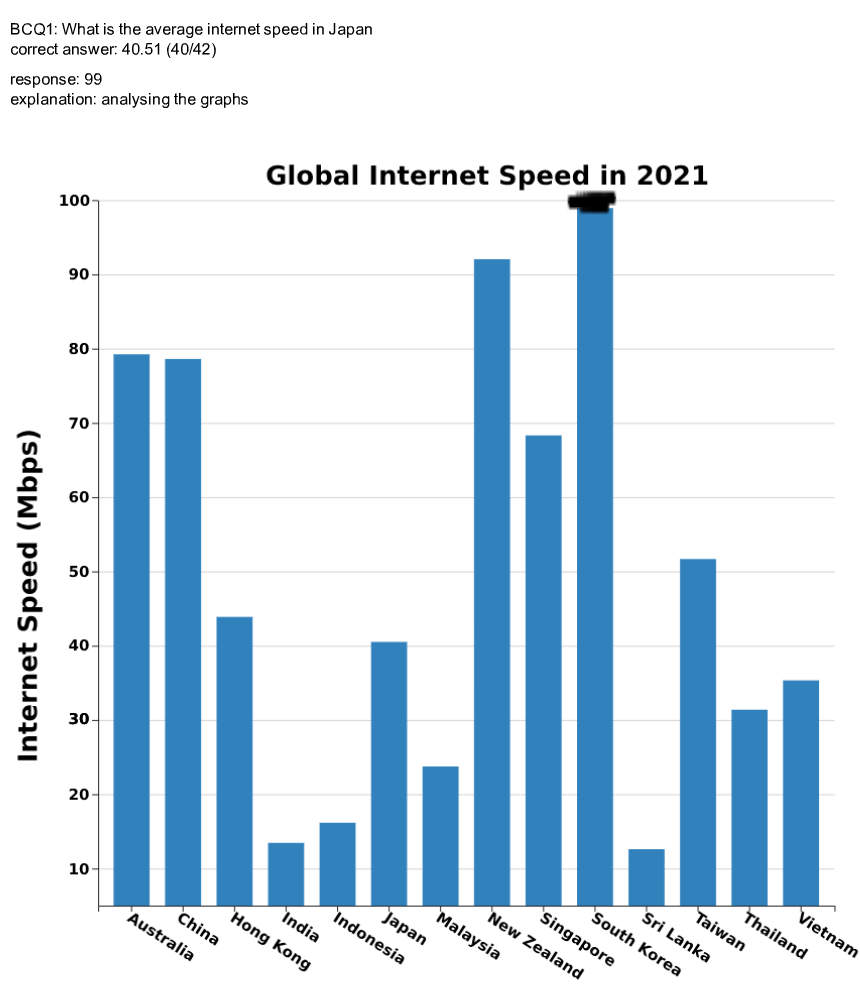 BCQ1: What is the average internet speed in Japan
correct answer: 40.51 (40/42)
response: 99
explanation: analysing the graphs
Global Internet Speed in 2021
Internet Speed (Mbps)
100
90
80
70
60
50
40
30
20
10
Australia
China
Hong Kong
India
Indonesia
Japan
Malaysia
New Zealand
Singapore
South Korea
Sri Lanka
Taiwan
Thailand
Vietnam